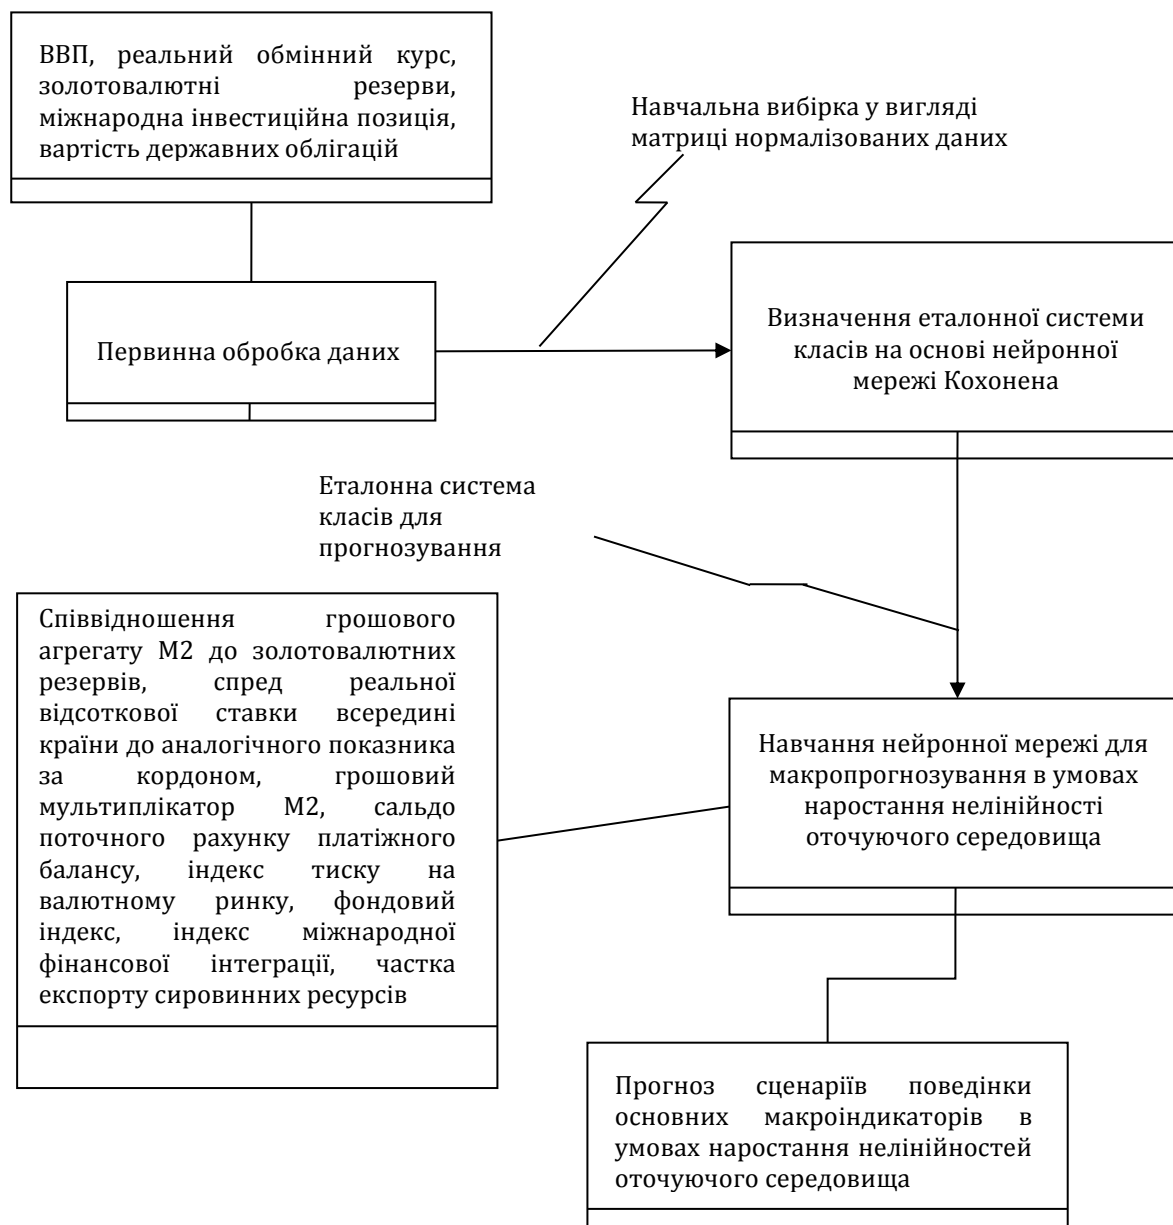 ВВП, реальний обмінний курс,
золотовалютні резерви,
міжнародна інвестиційна позиція,
вартість державних облігацій
Навчальна вибірка у вигляді
матриці нормалізованих даних
Первинна обробка даних
Визначення еталонної системи
класів на основі нейронної
мережі Кохонена
Еталонна система
класів для
прогнозування
Співвідношення грошового
агрегату М2 до золотовалютних
резервів, спред реальної
відсоткової ставки всередині
країни до аналогічного показника
за кордоном, грошовий
мультиплікатор М2, сальдо
поточного рахунку платіжного
балансу, індекс тиску на
валютному ринку, фондовий
індекс, індекс міжнародної
фінансової інтеграції, частка
експорту сировинних ресурсів
Навчання нейронної мережі для
макропрогнозування в умовах
наростання нелінійності
оточуючого середовища
Прогноз сценаріїв поведінки
основних макроіндикаторів в
умовах наростання нелінійностей
оточуючого середовища